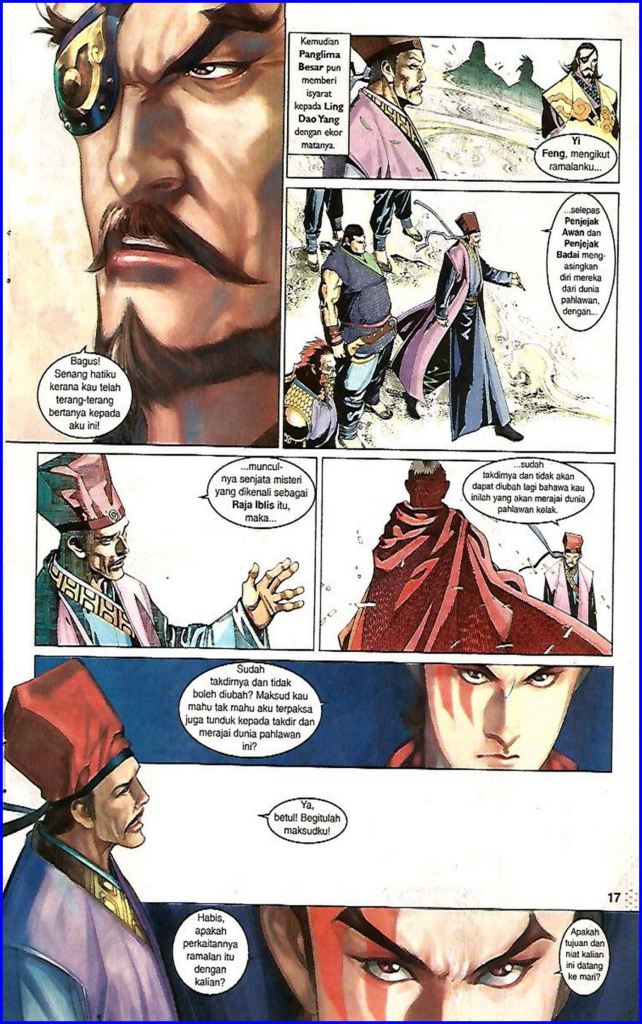 Bagus!
Senang hatiku
kerana kau telah
terang-terang
bertanya kepada
aku ini!
Kemudian
Panglima
Besar pun
memberi
isyarat
kepada Ling
Dao Yang
dengan ekor
matanya.
Yi
Feng, mengikut
ramalanku...
...selepas
Penjejak
Awan dan
Penjejak
Badai meng-
asingkan
diri mereka
dari dunia
pahlawan,
dengan...
...muncul-
nya senjata misteri
yang dikenali sebagai
Raja Iblis itu,
maka...
...sudah
takdirnya dan tidak akan
dapat diubah lagi bahawa kau
inilah yang akan merajai dunia
pahlawan kelak.
Sudah
takdirnya dan tidak
boleh diubah? Maksud kau
mahu tak mahu aku terpaksa
juga tunduk kepada takdir dan
merajai dunia pahlawan
ini?
Ya,
betul! Begitulah
maksudku!
17
Habis,
apakah
perkaitannya
ramalan itu
dengan
kalian?
Apakah
tujuan dan
niat kalian
ini datang
ke mari?